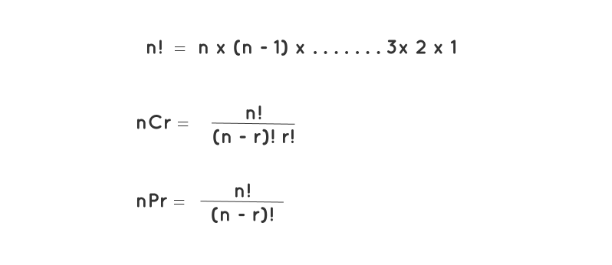 n! = n x (n - 1) x ....... 3x 2 x 1
nCr = n!
(n - r)! r!
nPr = n!
(n - r)!